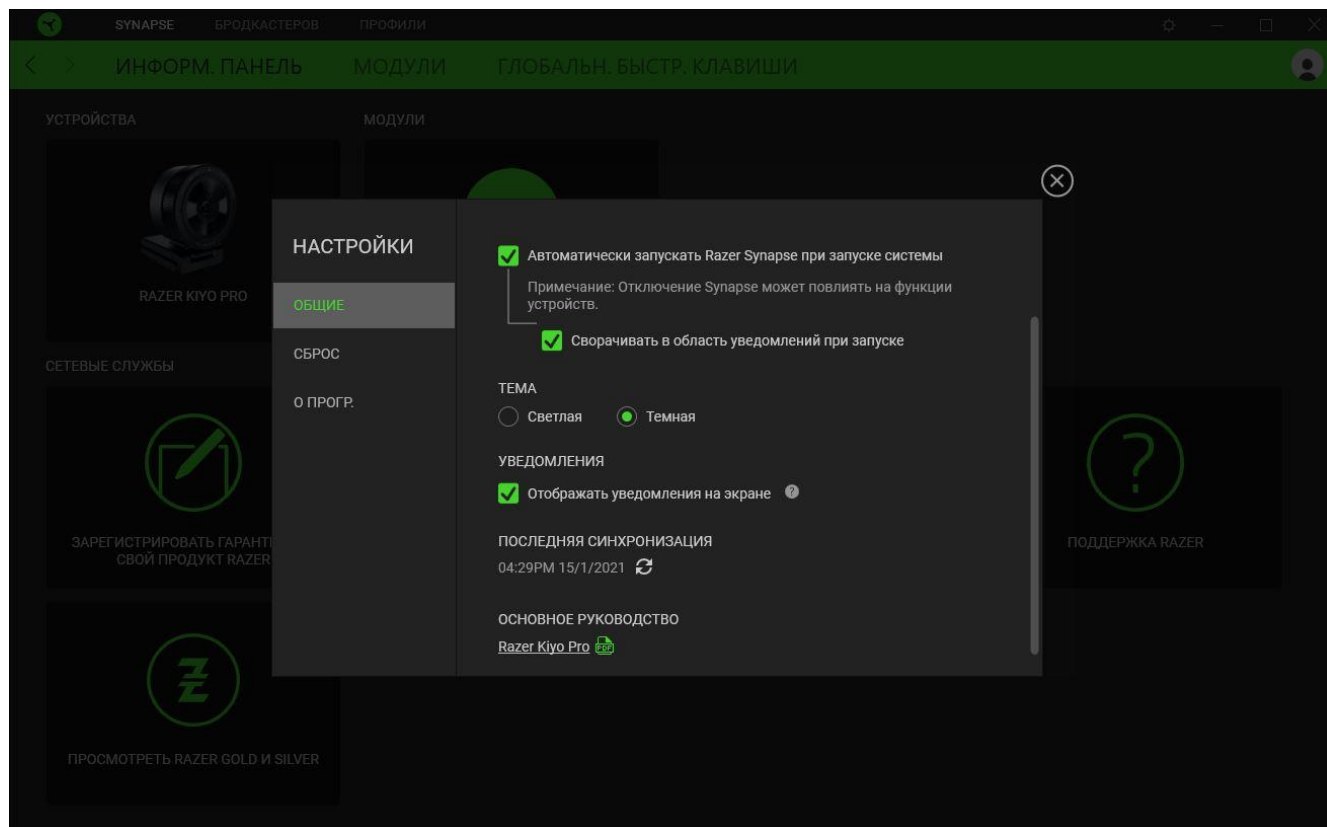 SYNAPSE БРОДКАСТЕРОВ ПРОФИЛИ
ИНФОРМ. ПАНЕЛЬ МОДУЛИ ГЛОБАЛЬН. БЫСТР. КЛАВИШИ
УСТРОЙСТВА МОДУЛИ
RAZER KIYO PRO
СЕТЕВЫЕ СЛУЖБЫ
ЗАРЕГИСТРИРОВАТЬ ГАРАНТИ
СВОЙ ПРОДУКТ RAZER
ПРОСМОТРЕТЬ RAZER GOLD И SILVER
НАСТРОЙКИ
ОБЩИЕ
СБРОС
О ПРОГР.
Автоматически запускать Razer Synapse при запуске системы
Примечание: Отключение Synapse может повлиять на функции
устройств.
Сворачивать в область уведомлений при запуске
ТЕМА
Светлая Темная
УВЕДОМЛЕНИЯ
Отображать уведомления на экране
ПОСЛЕДНЯЯ СИНХРОНИЗАЦИЯ
04:29PM 15/1/2021
ОСНОВНОЕ РУКОВОДСТВО
Razer Kiyo Pro PDF
ПОДДЕРЖКА RAZER